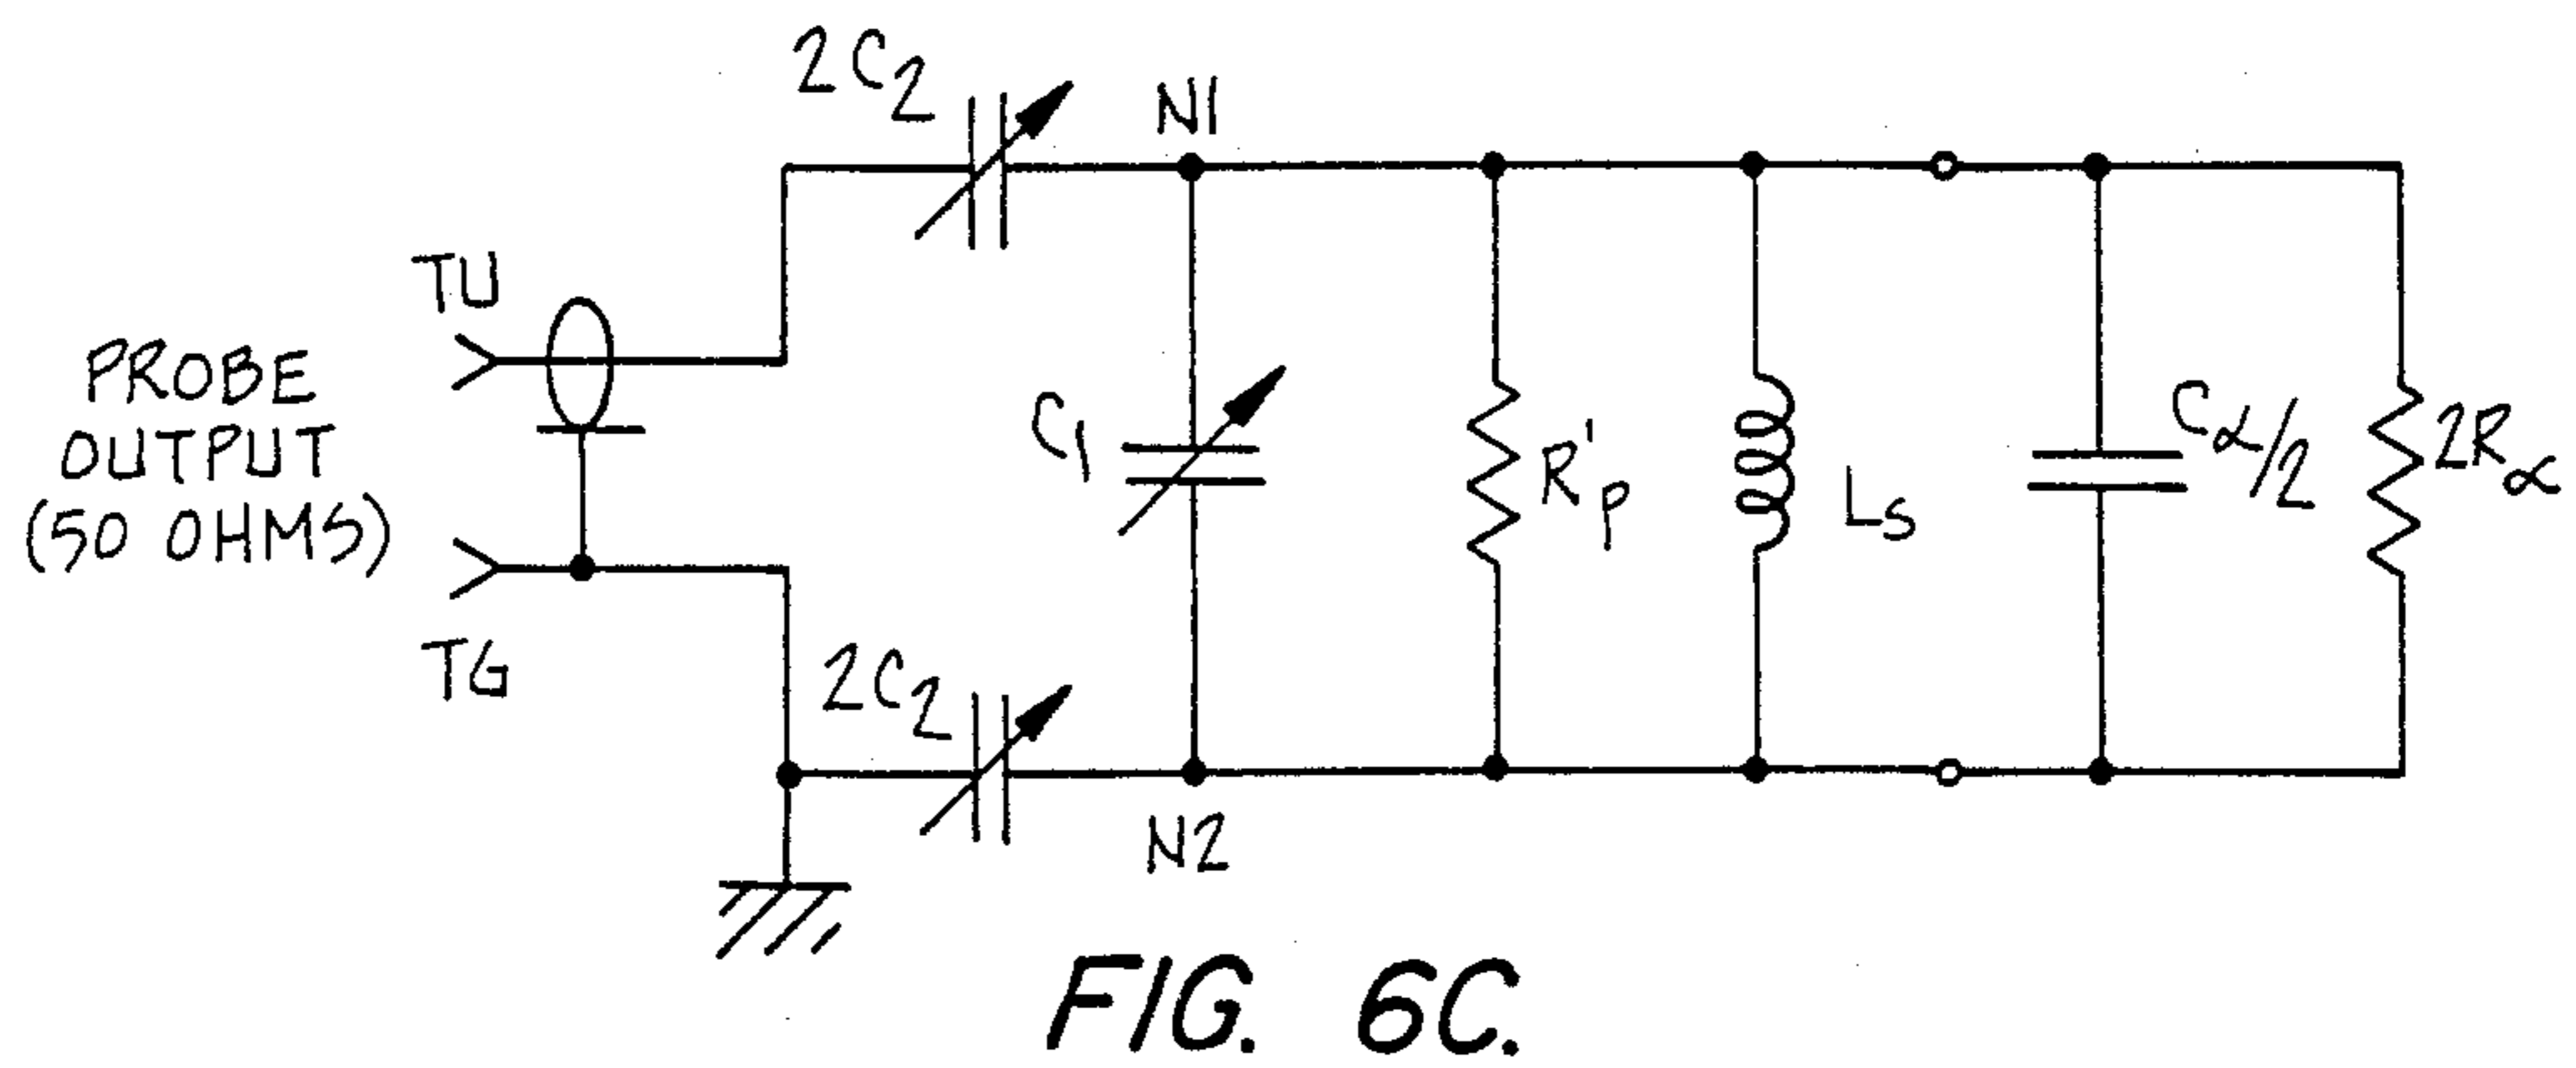 2C₂
N1
TU
PROBE
OUTPUT
(50 OHMS)
C₁
R'ₚ
Lₛ
Cα/2
2Rα
TG
2C₂
N2
FIG. 6C.